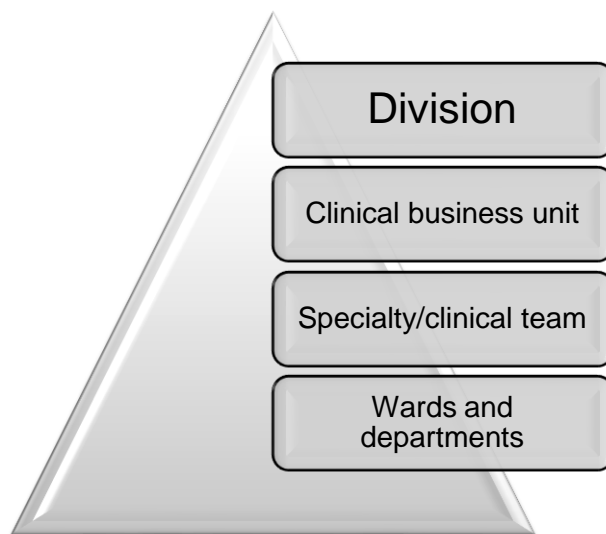 Division
Clinical business unit
Specialty/clinical team
Wards and
departments